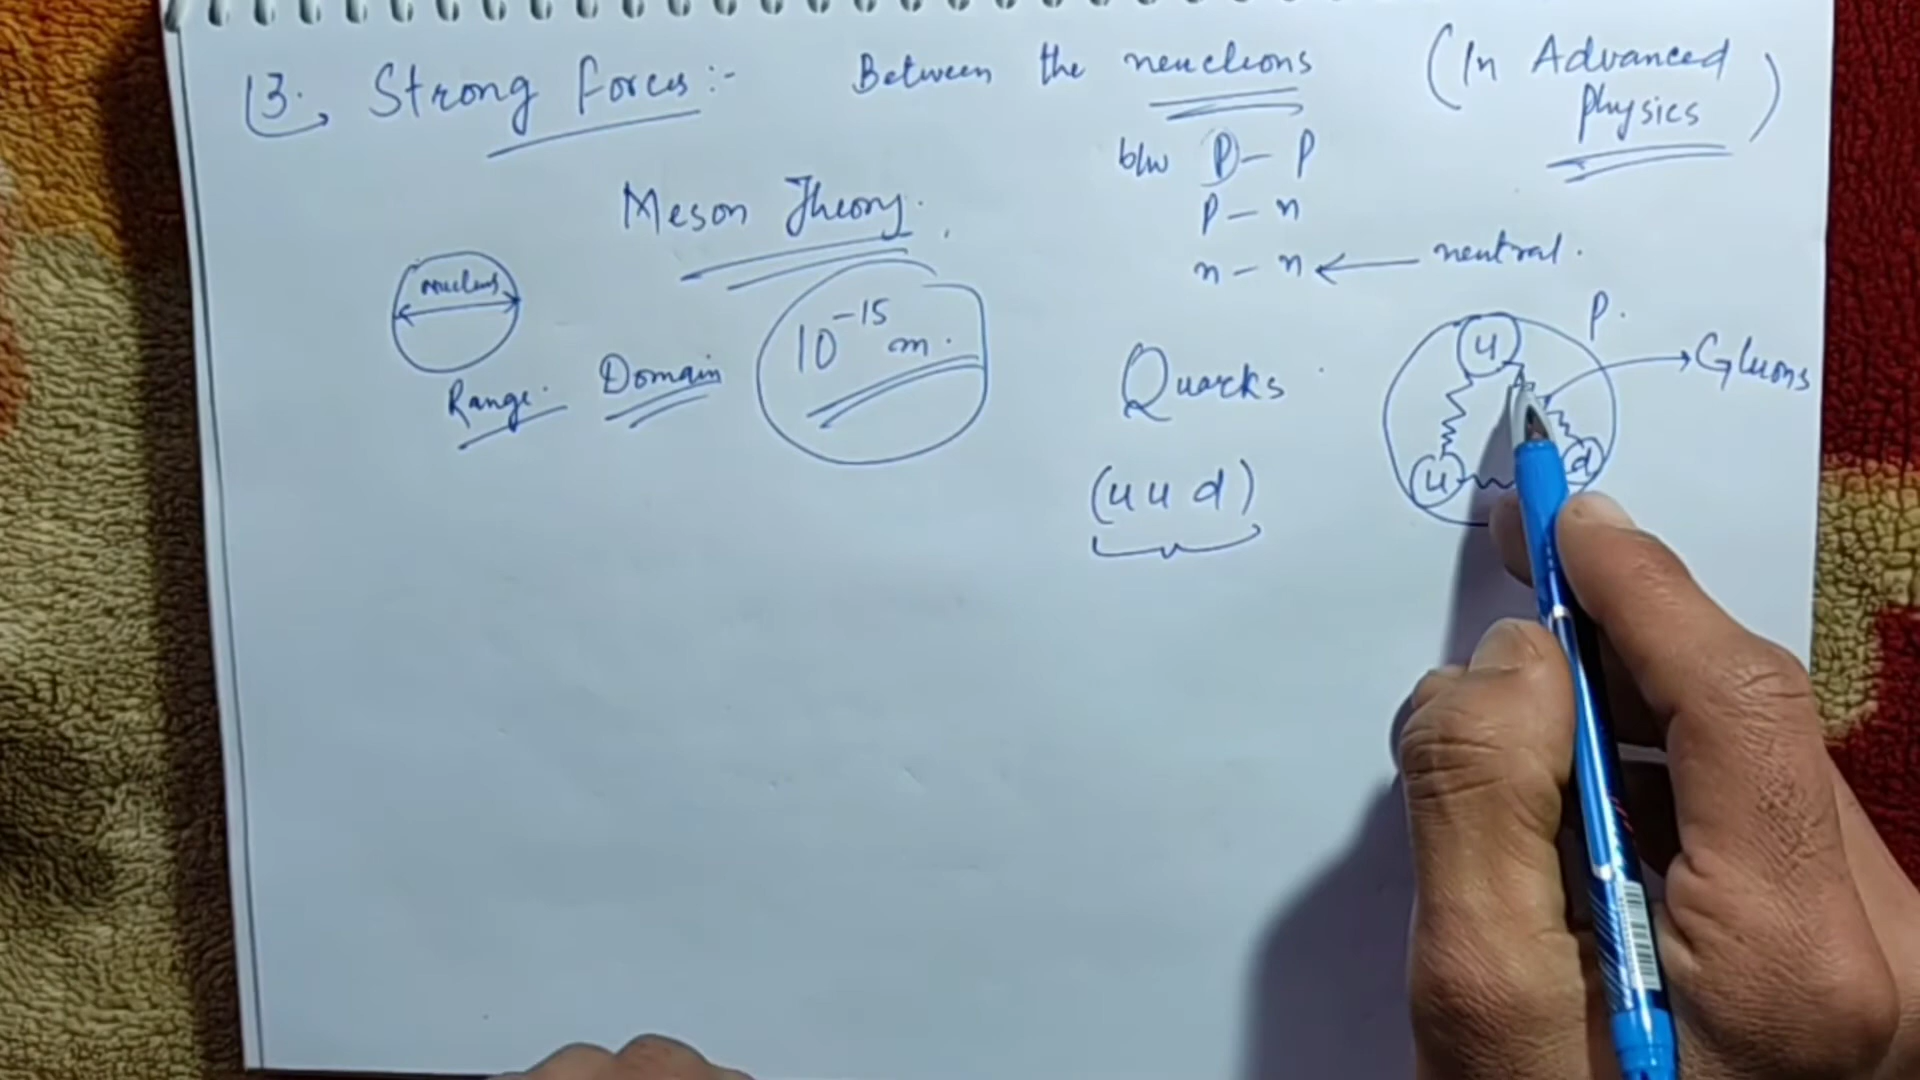 13. Strong Forces :- Between the neucleons (In Advanced
Physics)
b/w P - P
P - n
n - n ← neutral.
Meson Theory.
nucleus
Range. Domain 10⁻¹⁵ m.
Quarks
(u u d)
P.
u
u d
Gluons